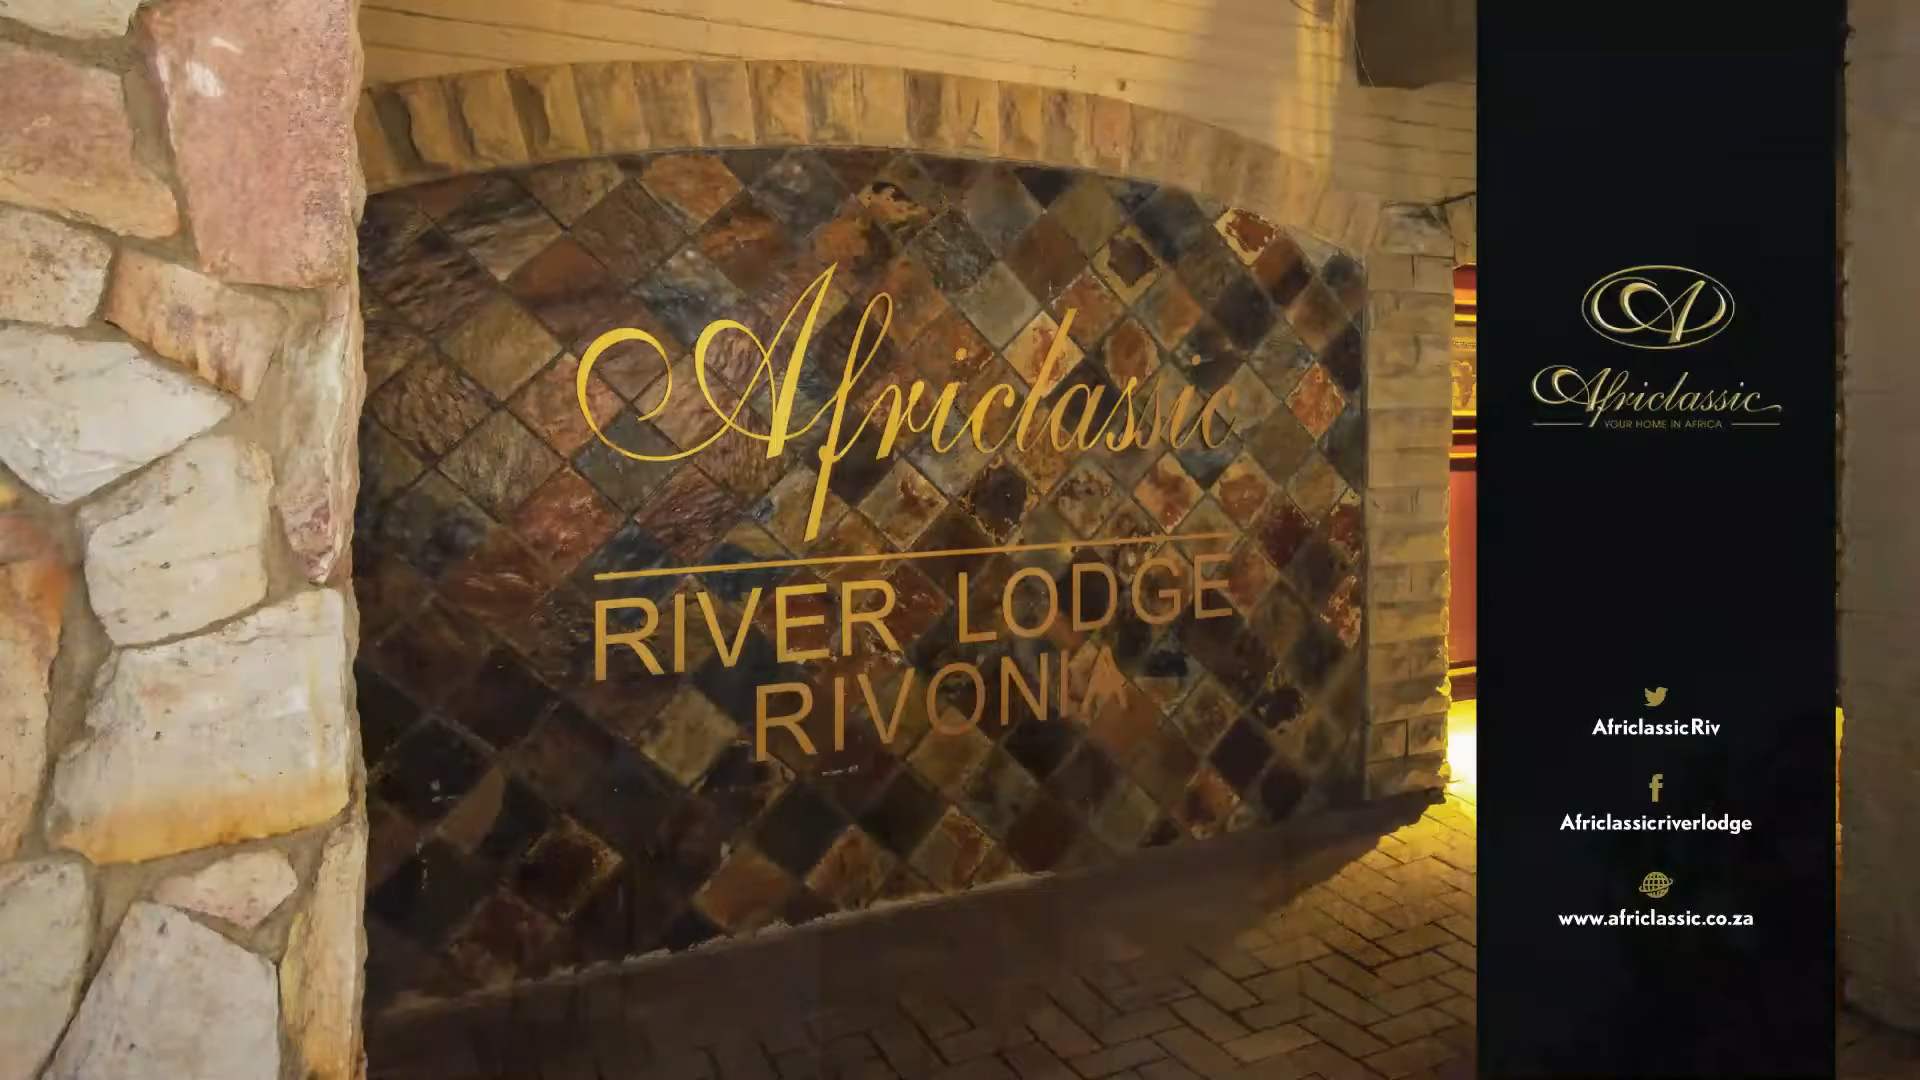 Africlassic
RIVER LODGE
RIVONIA
A
Africlassic
YOUR HOME IN AFRICA
AfriclassicRiv
Africlassicriverlodge
www.africlassic.co.za